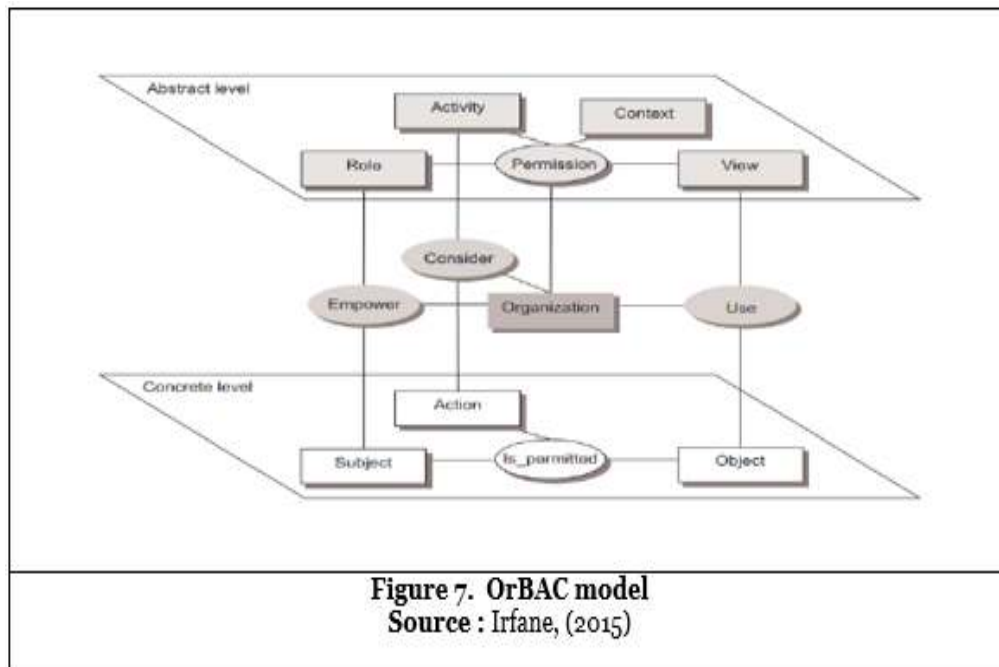 Abstract level
Activity
Context
Role
Permission
View
Consider
Empower
Organization
Use
Concrete level
Action
Subject
Is_permitted
Object
Figure 7. OrBAC model
Source : Irfane, (2015)